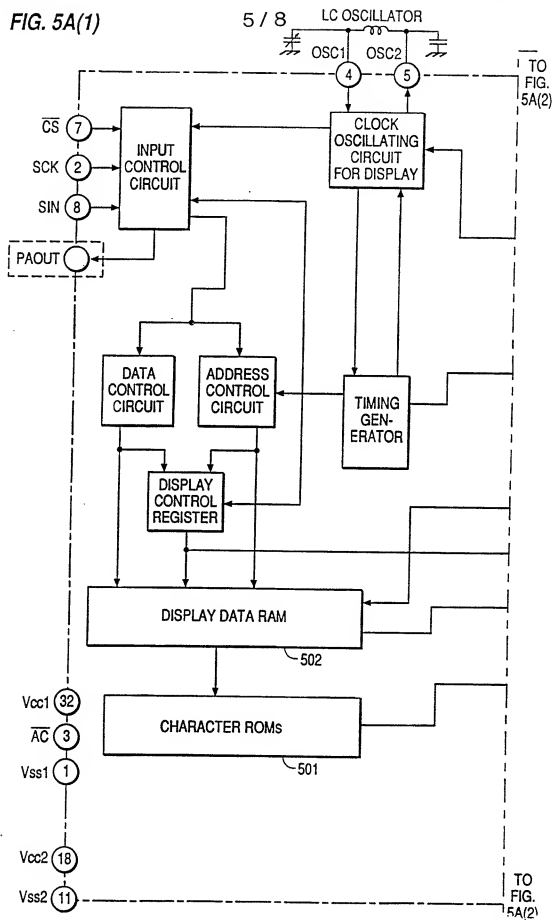 FIG. 5A(1)
5 / 8
LC OSCILLATOR
OSC1
OSC2
4
5
TO
FIG.
5A(2)
CS
7
SCK
2
SIN
8
PAOUT
INPUT
CONTROL
CIRCUIT
CLOCK
OSCILLATING
CIRCUIT
FOR DISPLAY
DATA
CONTROL
CIRCUIT
ADDRESS
CONTROL
CIRCUIT
TIMING
GEN-
ERATOR
DISPLAY
CONTROL
REGISTER
DISPLAY DATA RAM
502
CHARACTER ROMs
501
Vcc1
32
AC
3
Vss1
1
Vcc2
18
Vss2
11
TO
FIG.
5A(2)